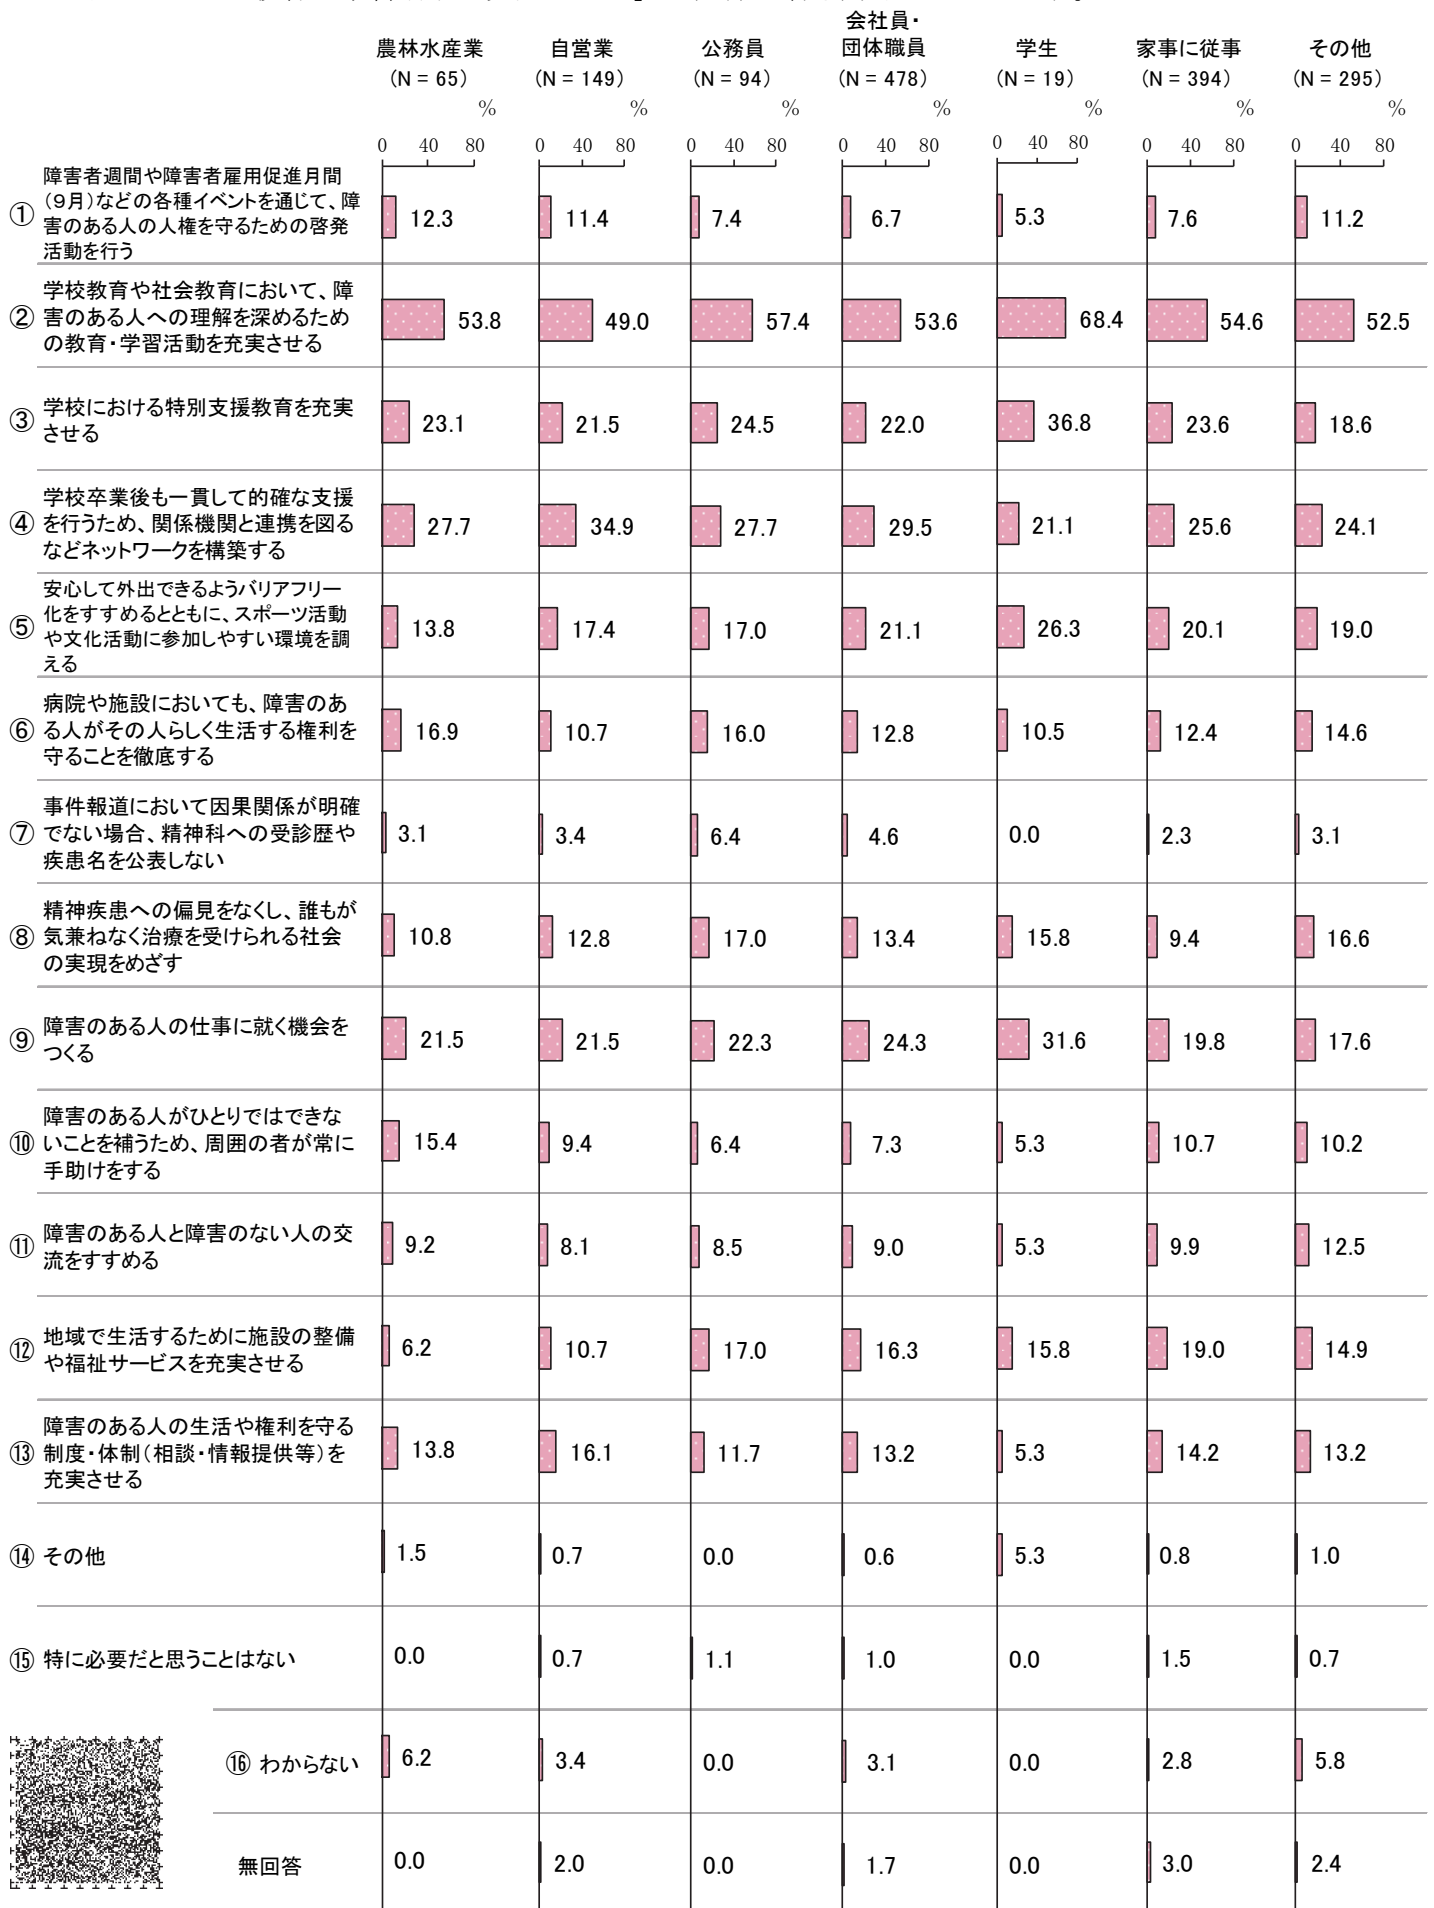 会社員・
農林水産業 自営業 公務員 団体職員 学生 家事に従事 その他
(N = 65) (N = 149) (N = 94) (N = 478) (N = 19) (N = 394) (N = 295)
% % % % % % %
0 40 80 0 40 80 0 40 80 0 40 80 0 40 80 0 40 80 0 40 80
① 障害者週間や障害者雇用促進月間
(9月)などの各種イベントを通じて、障
害のある人の人権を守るための啓発
活動を行う
12.3 11.4 7.4 6.7 5.3 7.6 11.2
② 学校教育や社会教育において、障
害のある人への理解を深めるため
の教育・学習活動を充実させる
53.8 49.0 57.4 53.6 68.4 54.6 52.5
③ 学校における特別支援教育を充実
させる
23.1 21.5 24.5 22.0 36.8 23.6 18.6
④ 学校卒業後も一貫して的確な支援
を行うため、関係機関と連携を図る
などネットワークを構築する
27.7 34.9 27.7 29.5 21.1 25.6 24.1
⑤ 安心して外出できるようバリアフリー
化をすすめるとともに、スポーツ活動
や文化活動に参加しやすい環境を調
える
13.8 17.4 17.0 21.1 26.3 20.1 19.0
⑥ 病院や施設においても、障害のあ
る人がその人らしく生活する権利を
守ることを徹底する
16.9 10.7 16.0 12.8 10.5 12.4 14.6
⑦ 事件報道において因果関係が明確
でない場合、精神科への受診歴や
疾患名を公表しない
3.1 3.4 6.4 4.6 0.0 2.3 3.1
⑧ 精神疾患への偏見をなくし、誰もが
気兼ねなく治療を受けられる社会
の実現をめざす
10.8 12.8 17.0 13.4 15.8 9.4 16.6
⑨ 障害のある人の仕事に就く機会を
つくる
21.5 21.5 22.3 24.3 31.6 19.8 17.6
⑩ 障害のある人がひとりではできな
いことを補うため、周囲の者が常に
手助けをする
15.4 9.4 6.4 7.3 5.3 10.7 10.2
⑪ 障害のある人と障害のない人の交
流をすすめる
9.2 8.1 8.5 9.0 5.3 9.9 12.5
⑫ 地域で生活するために施設の整備
や福祉サービスを充実させる
6.2 10.7 17.0 16.3 15.8 19.0 14.9
⑬ 障害のある人の生活や権利を守る
制度・体制(相談・情報提供等)を
充実させる
13.8 16.1 11.7 13.2 5.3 14.2 13.2
⑭ その他
1.5 0.7 0.0 0.6 5.3 0.8 1.0
⑮ 特に必要だと思うことはない
0.0 0.7 1.1 1.0 0.0 1.5 0.7
⑯ わからない
6.2 3.4 0.0 3.1 0.0 2.8 5.8
無回答
0.0 2.0 0.0 1.7 0.0 3.0 2.4